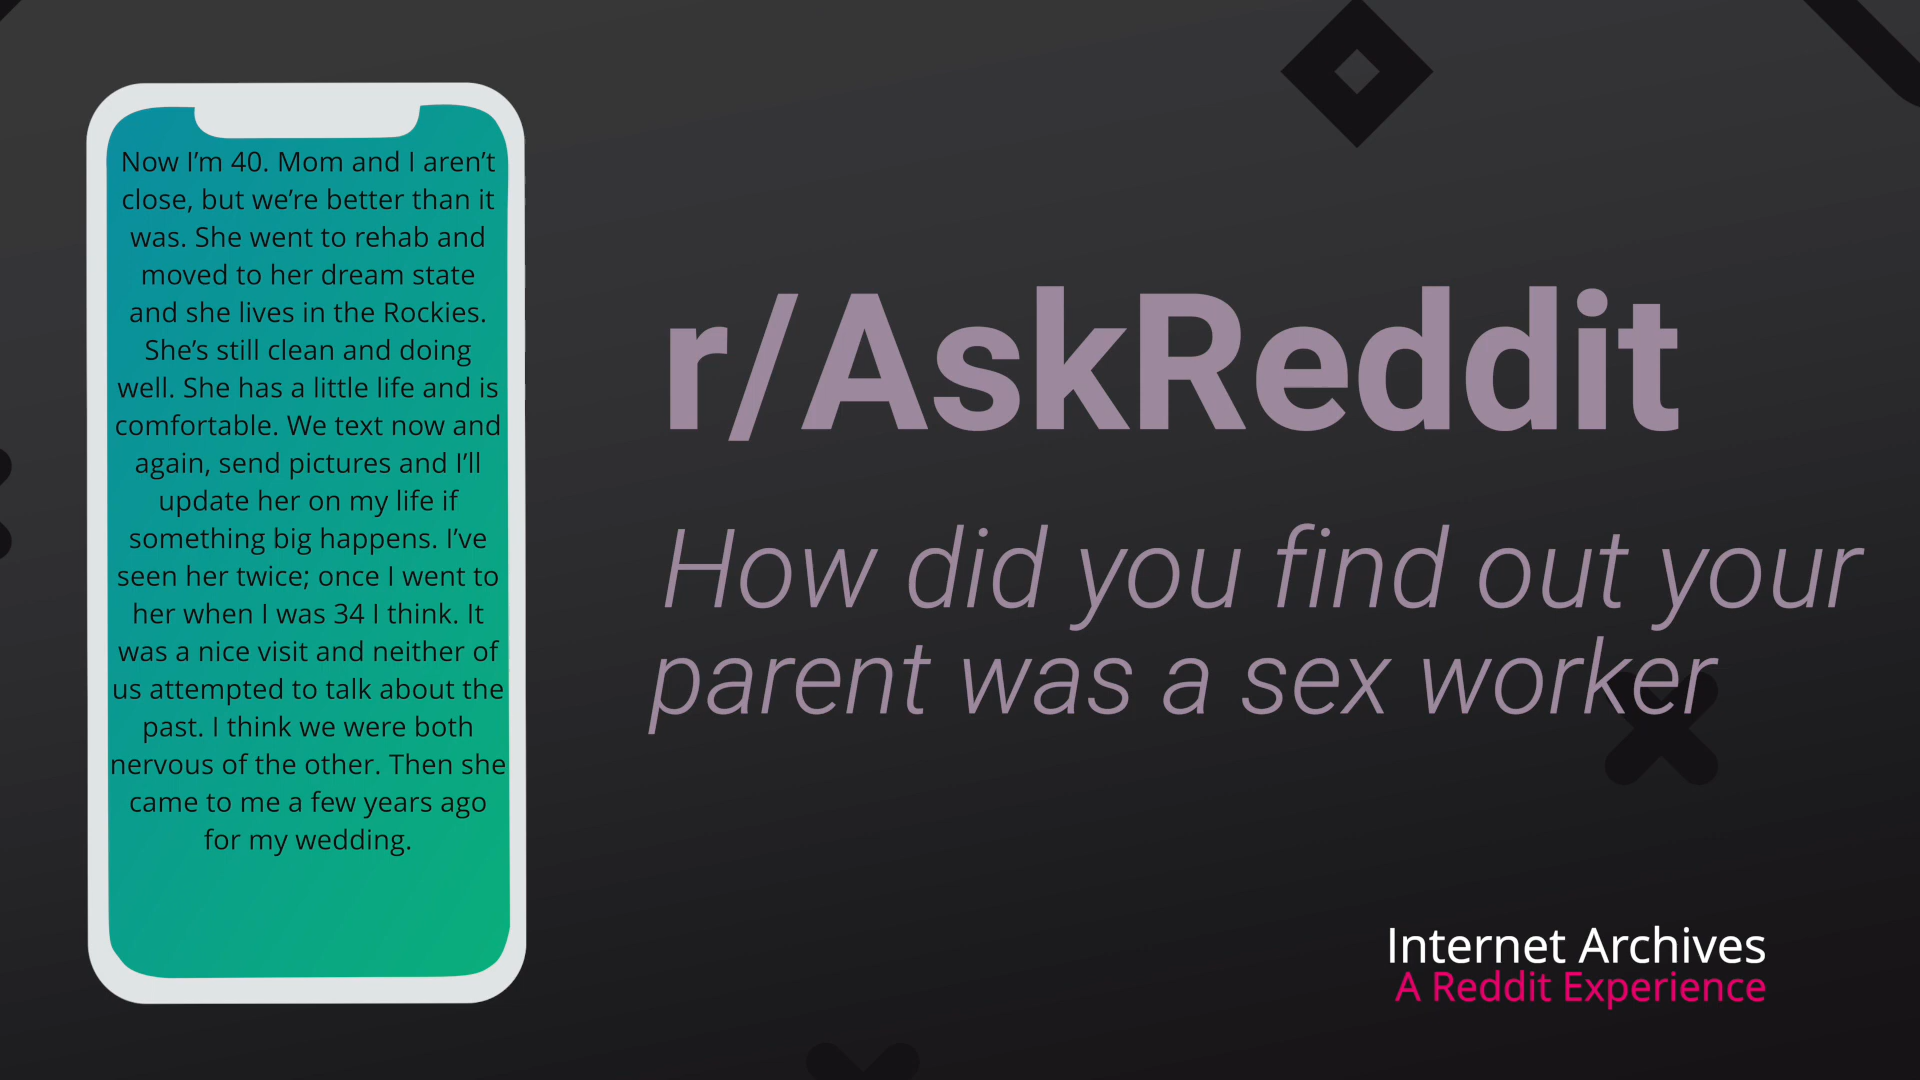 Now I’m 40. Mom and I aren’t
close, but we’re better than it
was. She went to rehab and
moved to her dream state
and she lives in the Rockies.
She’s still clean and doing
well. She has a little life and is
comfortable. We text now and
again, send pictures and I’ll
update her on my life if
something big happens. I’ve
seen her twice; once I went to
her when I was 34 I think. It
was a nice visit and neither of
us attempted to talk about the
past. I think we were both
nervous of the other. Then she
came to me a few years ago
for my wedding.
r/AskReddit
How did you find out your
parent was a sex worker
Internet Archives
A Reddit Experience